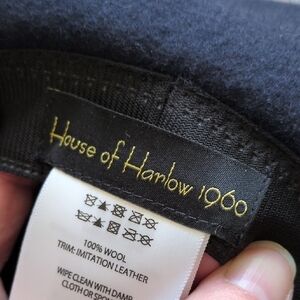 House of Harlow 1960
100% WOOL
TRIM: IMITATION LEATHER
WIPE CLEAN WITH DAMP
CLOTH OR SPO